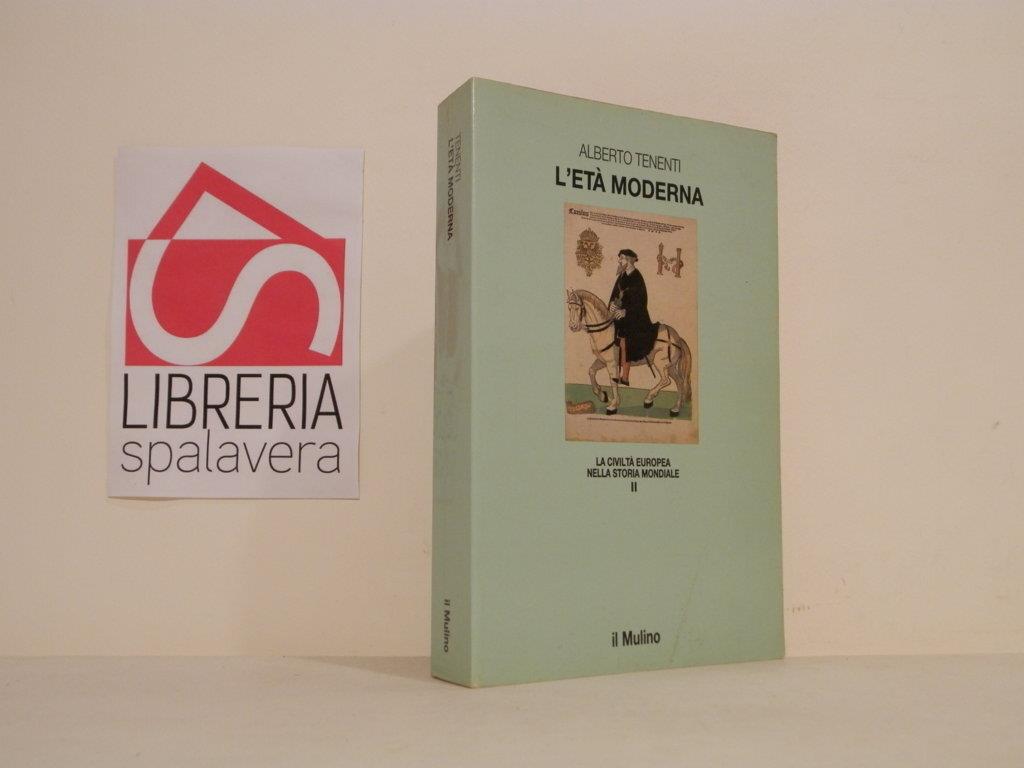 LIBRERIA
spalavera
TENENTI
L'ETÀ MODERNA
il Mulino
ALBERTO TENENTI
L'ETÀ MODERNA
LA CIVILTÀ EUROPEA
NELLA STORIA MONDIALE
II
il Mulino